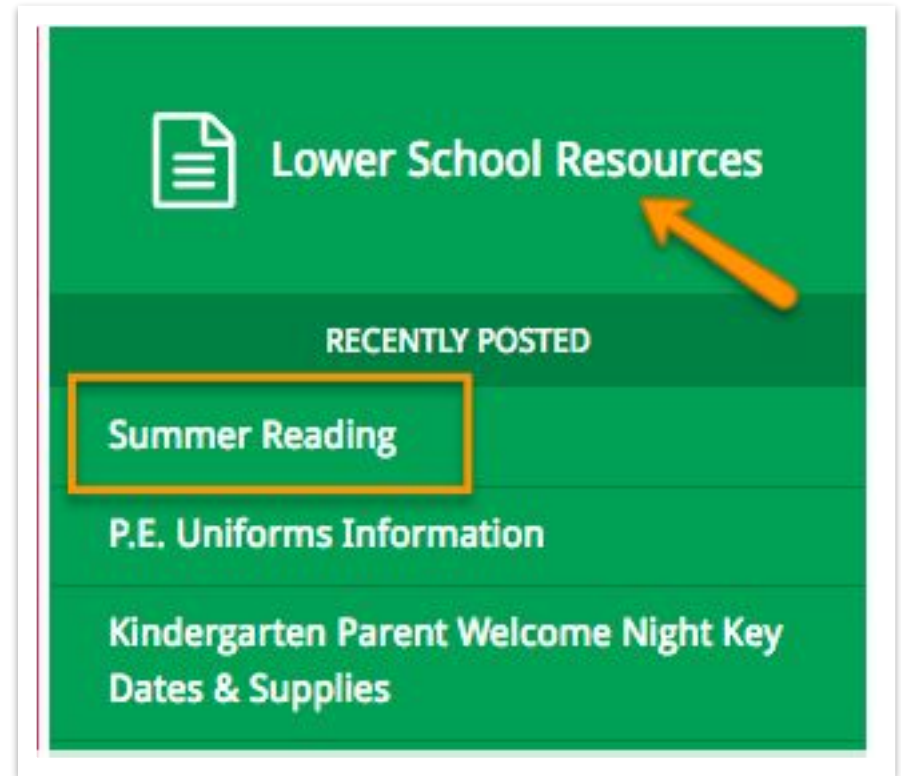 Lower School Resources
RECENTLY POSTED
Summer Reading
P.E. Uniforms Information
Kindergarten Parent Welcome Night Key
Dates & Supplies